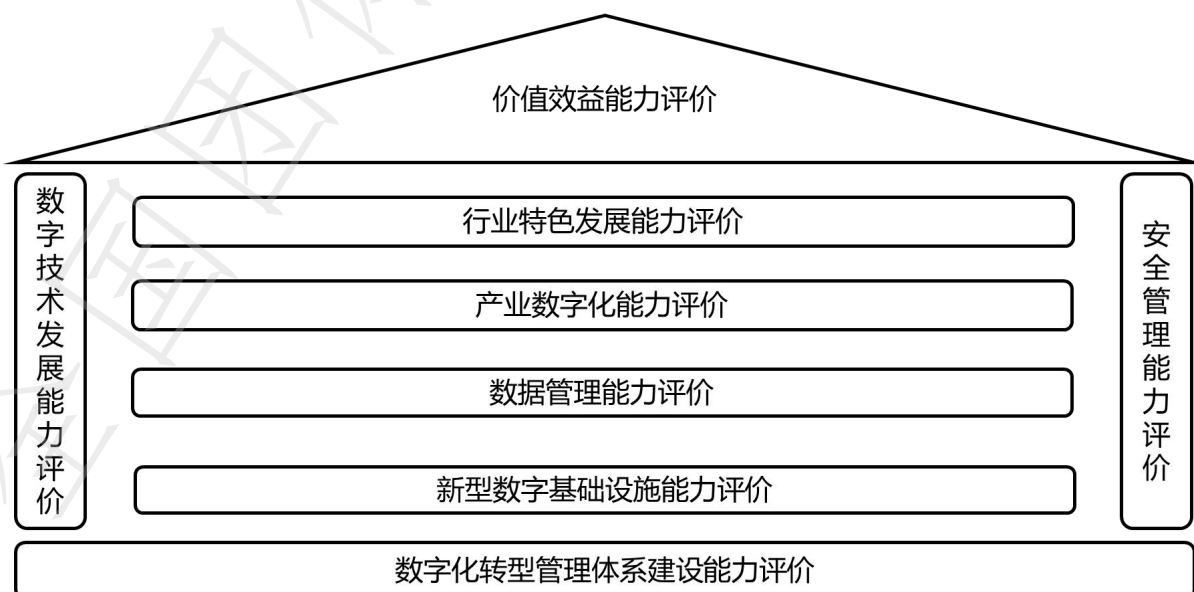 价值效益能力评价
数字技术发展能力评价
行业特色发展能力评价
产业数字化能力评价
数据管理能力评价
新型数字基础设施能力评价
安全管理能力评价
数字化转型管理体系建设能力评价